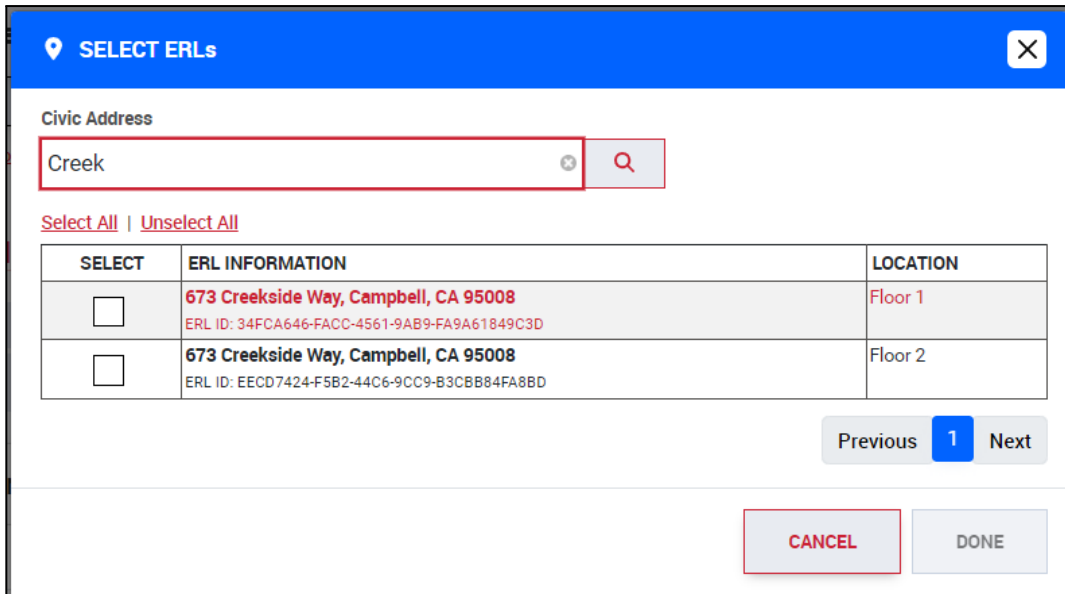 SELECT ERLs
Civic Address
Creek
Select All | Unselect All
SELECT ERL INFORMATION LOCATION
673 Creekside Way, Campbell, CA 95008 Floor 1
ERL ID: 34FCA646-FACC-4561-9AB9-FA9A61849C3D
673 Creekside Way, Campbell, CA 95008 Floor 2
ERL ID: EECD7424-F5B2-44C6-9CC9-B3CBB84FA8BD
Previous 1 Next
CANCEL DONE